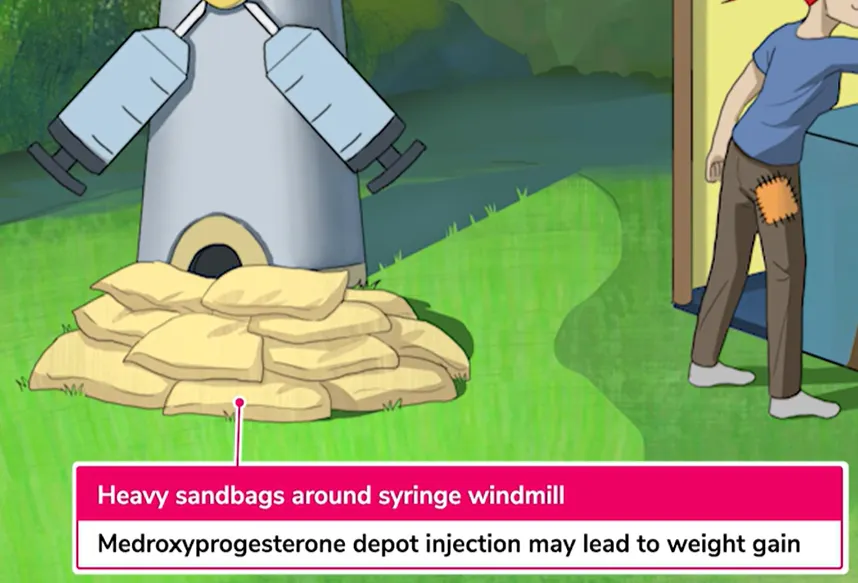 Heavy sandbags around syringe windmill
Medroxyprogesterone depot injection may lead to weight gain